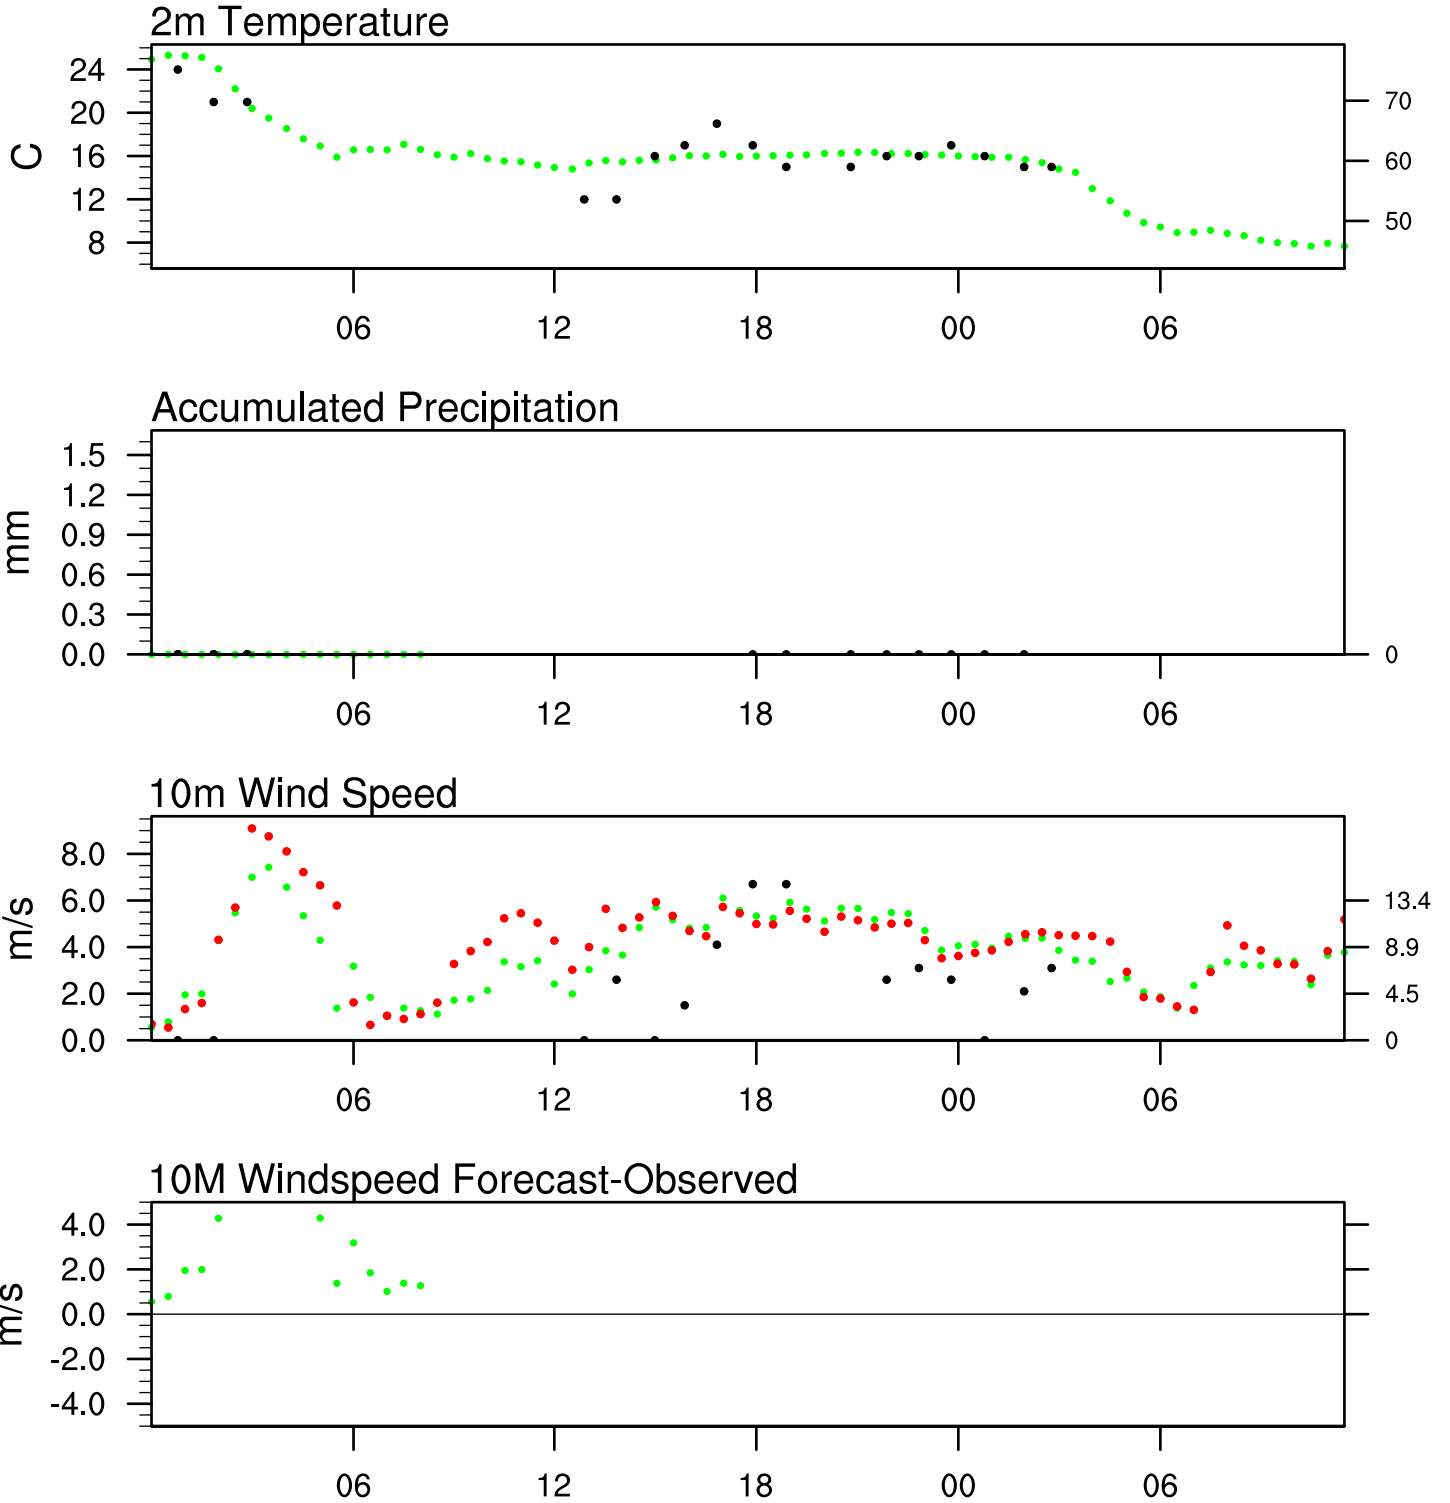 2m Temperature
24
20
16
12
8
C
70
60
50
06 12 18 00 06
Accumulated Precipitation
1.5
1.2
0.9
0.6
0.3
0.0
mm
0
06 12 18 00 06
10m Wind Speed
8.0
6.0
4.0
2.0
0.0
m/s
13.4
8.9
4.5
0
06 12 18 00 06
10M Windspeed Forecast-Observed
4.0
2.0
0.0
-2.0
-4.0
m/s
06 12 18 00 06